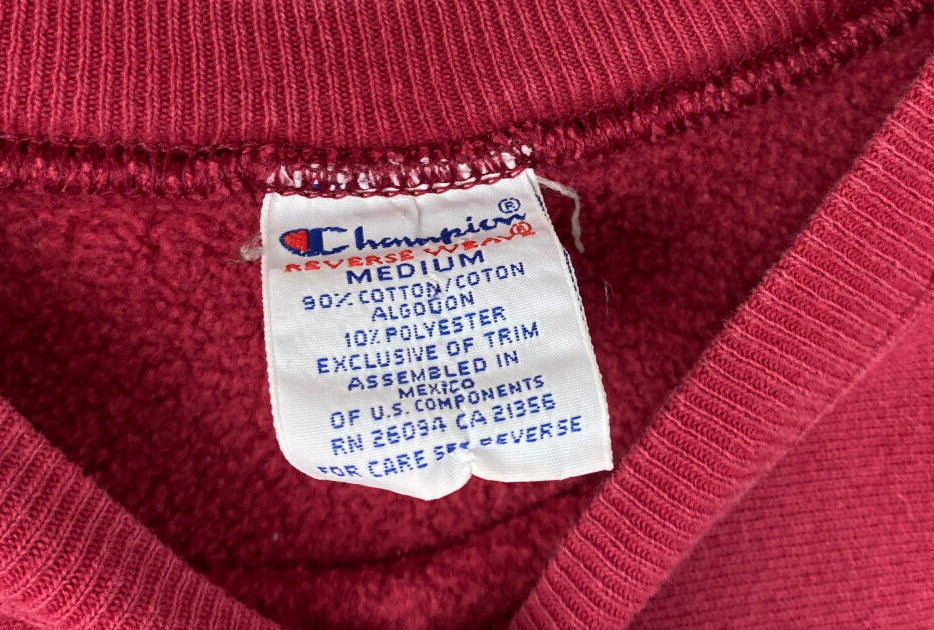 Champion®
REVERSE WEAVE®
MEDIUM
90% COTTON/COTON
ALGODON
10% POLYESTER
EXCLUSIVE OF TRIM
ASSEMBLED IN
MEXICO
OF U.S. COMPONENTS
RN 26094 CA 21356
FOR CARE SEE REVERSE